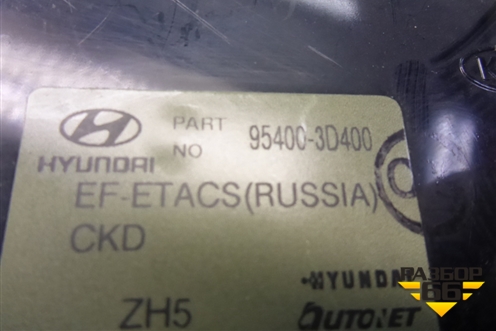 PART
NO
95400-3D400
HYUNDAI
EF-ETACS(RUSSIA)
CKD
HYUNDAI
ZH5
AUTONET
РАЗБОР
66